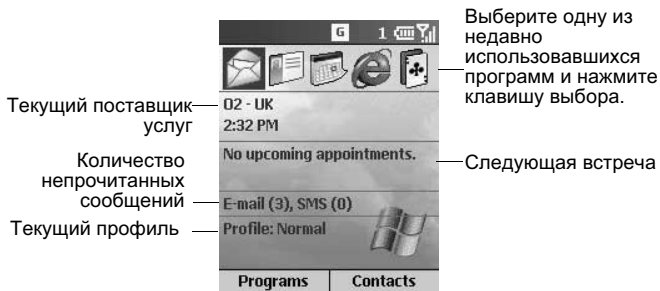 Выберите одну из
недавно
использовавшихся
программ и нажмите
клавишу выбора.
G 1
Текущий поставщик
услуг
O2 - UK
2:32 PM
No upcoming appointments.
Следующая встреча
Количество
непрочитанных
сообщений
E-mail (3), SMS (0)
Текущий профиль
Profile: Normal
Programs Contacts